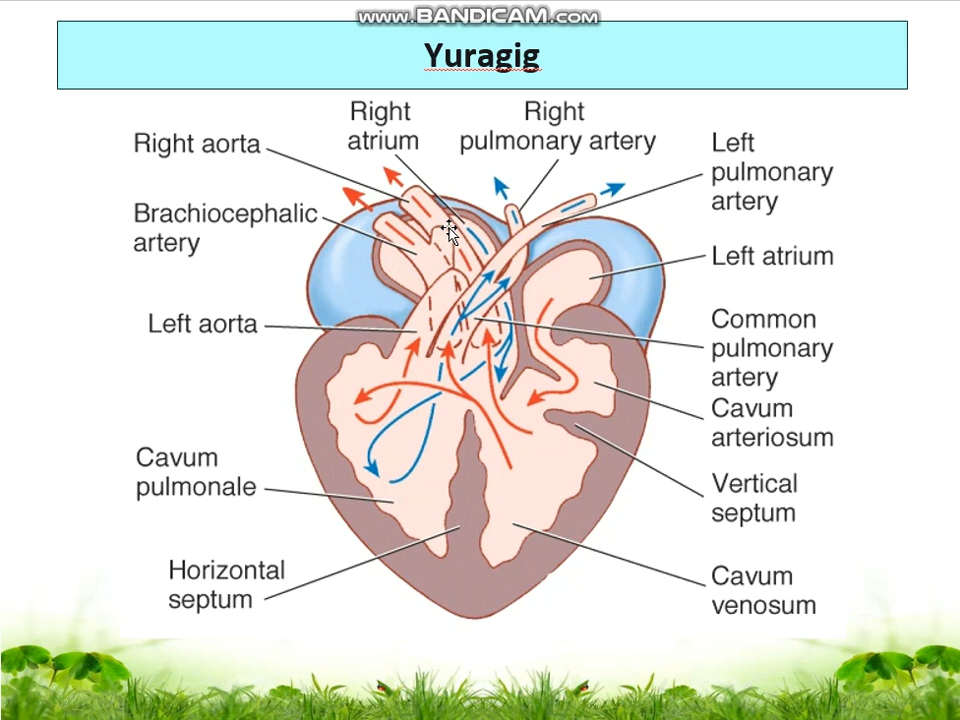 www.BANDICAM.com
Yuragig
Right
atrium
Right
pulmonary artery
Right aorta
Left
pulmonary
artery
Brachiocephalic
artery
Left atrium
Left aorta
Common
pulmonary
artery
Cavum
arteriosum
Cavum
pulmonale
Vertical
septum
Horizontal
septum
Cavum
venosum